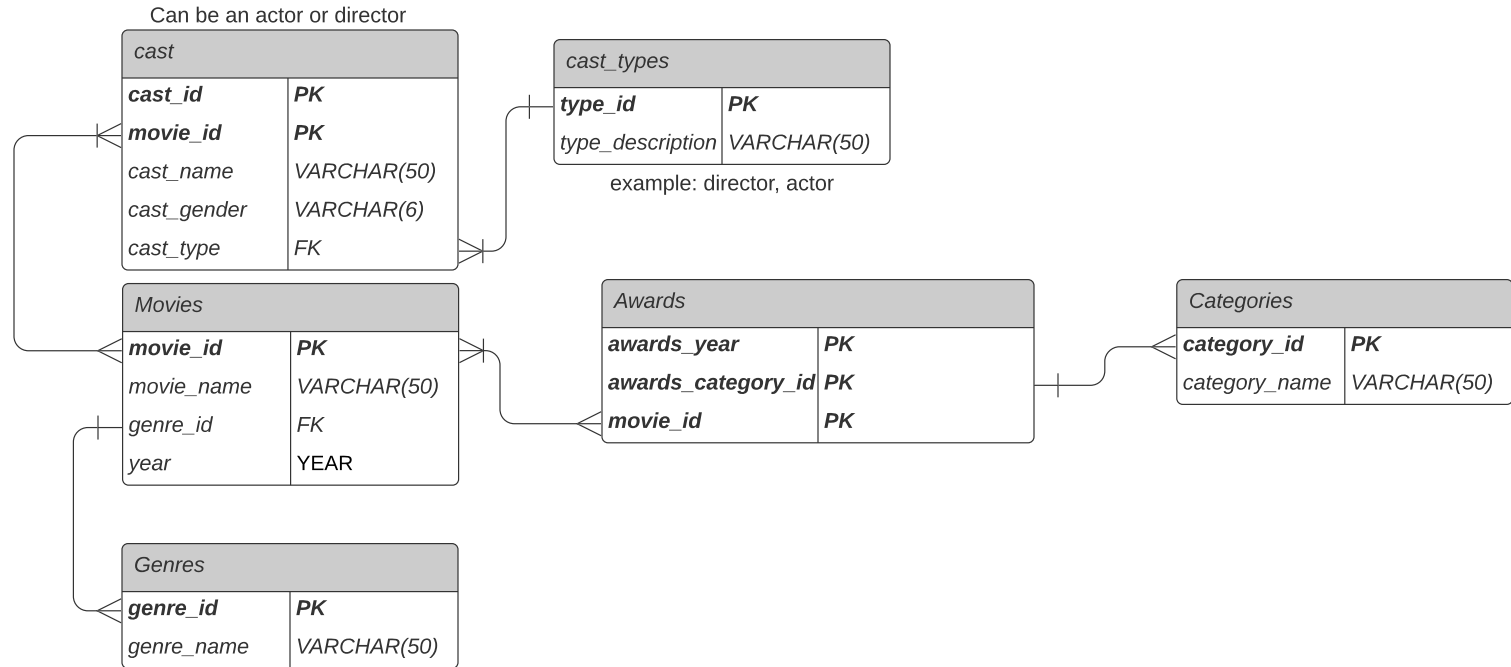 Can be an actor or director
cast
cast_id PK
movie_id PK
cast_name VARCHAR(50)
cast_gender VARCHAR(6)
cast_type FK
cast_types
type_id PK
type_description VARCHAR(50)
example: director, actor
Movies
movie_id PK
movie_name VARCHAR(50)
genre_id FK
year YEAR
Awards
awards_year PK
awards_category_id PK
movie_id PK
Categories
category_id PK
category_name VARCHAR(50)
Genres
genre_id PK
genre_name VARCHAR(50)